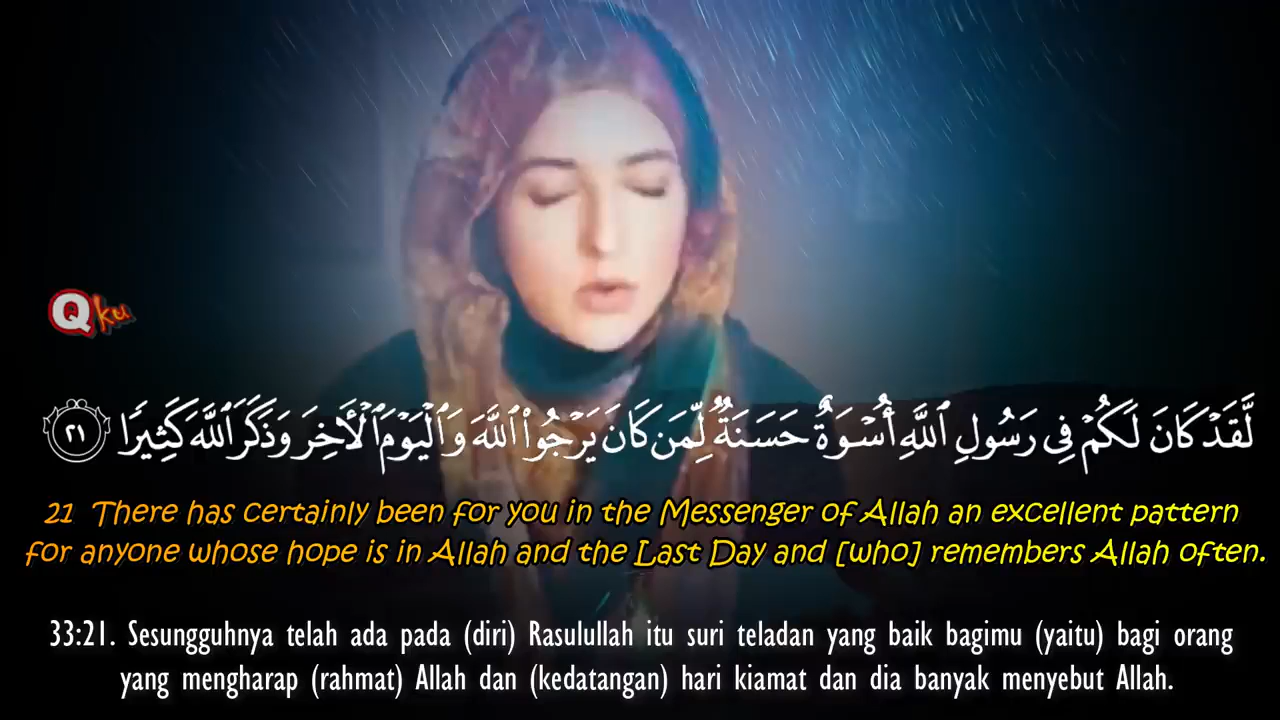 Qku
لَّقَدْ كَانَ لَكُمْ فِى رَسُولِ ٱللَّهِ أُسْوَةٌ حَسَنَةٌ لِّمَن كَانَ يَرْجُوا۟ ٱللَّهَ وَٱلْيَوْمَ ٱلْـَٔاخِرَ وَذَكَرَ ٱللَّهَ كَثِيرًا ٢١
21 There has certainly been for you in the Messenger of Allah an excellent pattern
for anyone whose hope is in Allah and the Last Day and [who] remembers Allah often.
33:21. Sesungguhnya telah ada pada (diri) Rasulullah itu suri teladan yang baik bagimu (yaitu) bagi orang
yang mengharap (rahmat) Allah dan (kedatangan) hari kiamat dan dia banyak menyebut Allah.